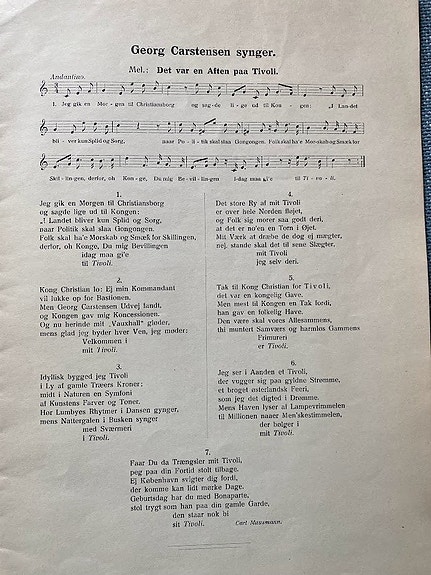 Georg Carstensen synger.
Mel.: Det var en Aften paa Tivoli.
Andantino.
1. Jeg gik en Mor-gen til Christiansborg og sag-de li-ge ud til Kon-gen: „I Landet
bli-ver kun Splid og Sorg, naar Po-li-tik skal slaa Gongongen. Folk skal ha'e Morskab og Smæk for
Skil-lingen, derfor, oh Kon-ge, Du mig Be-vil-lingen I-dag maa gi'e til Ti-vo-li.
1.
Jeg gik en Morgen til Christiansborg
og sagde lige ud til Kongen;
„I Landet bliver kun Splid og Sorg,
naar Politik skal slaa Gongongen.
Folk skal ha'e Morskab og Smæk for Skillingen,
derfor, oh Konge, Du mig Bevillingen
idag maa gi'e
til Tivoli.
2.
Kong Christian lo: Ej min Kommandant
vil lukke op for Bastionen.
Men Georg Carstensen Udvej fandt,
og Kongen gav mig Koncessionen.
Og nu herinde mit „Vauxhall" gløder,
mens glad jeg byder hver Ven, jeg møder:
Velkommen i
mit Tivoli.
3.
Idyllisk bygged jeg Tivoli
i Ly af gamle Træers Kroner;
midt i Naturen en Symfoni
af Kunstens Farver og Toner.
Hør Lumbyes Rhytmer i Dansen gynger,
mens Nattergalen i Busken synger
med Sværmeri
i Tivoli.
4.
Det store Ry af mit Tivoli
er over hele Norden fløjet,
og Folk sig morer saa godt deri,
at det er no'en en Torn i Øjet.
Mit Værk at dræbe de dog ej mægter,
nej, stande skal det til sene Slægter,
mit Tivoli
jeg selv deri.
5.
Tak til Kong Christian for Tivoli,
det var en kongelig Gave.
Men mest til Kongen en Tak fordi,
han gav en folkelig Have.
Den være skal vores Allesammens,
thi muntert Samværs og harmløs Gammens
Frimureri
er Tivoli.
6.
Jeg ser i Aanden et Tivoli,
der vugger sig paa gyldne Strømme,
et broget østerlandsk Feeri,
som jeg det digted i Drømme.
Mens Haven lyser af Lampevrimmelen
til Millionen naaer Men'skestimmelen,
der bølger i
mit Tivoli.
7.
Faar Du da Trængsler mit Tivoli,
peg paa din Fortid stolt tilbage.
Ej København svigter dig fordi,
der komme kan lidt mørke Dage.
Geburtsdag har du med Bonaparte,
stol trygt som han paa din gamle Garde,
den staar nok bi
sit Tivoli.
Carl Mausmann.